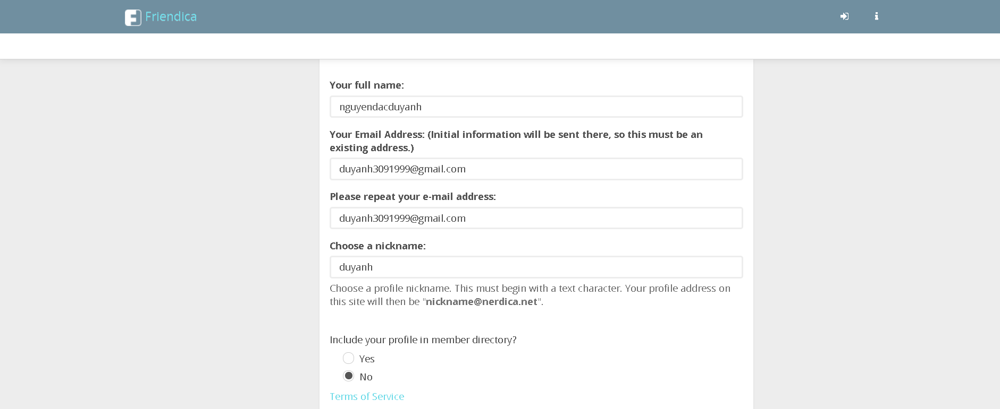 Friendica
Your full name:
nguyendacduyanh
Your Email Address: (Initial information will be sent there, so this must be an
existing address.)
duyanh3091999@gmail.com
Please repeat your e-mail address:
duyanh3091999@gmail.com
Choose a nickname:
duyanh
Choose a profile nickname. This must begin with a text character. Your profile address on
this site will then be "nickname@nerdica.net".
Include your profile in member directory?
Yes
No
Terms of Service